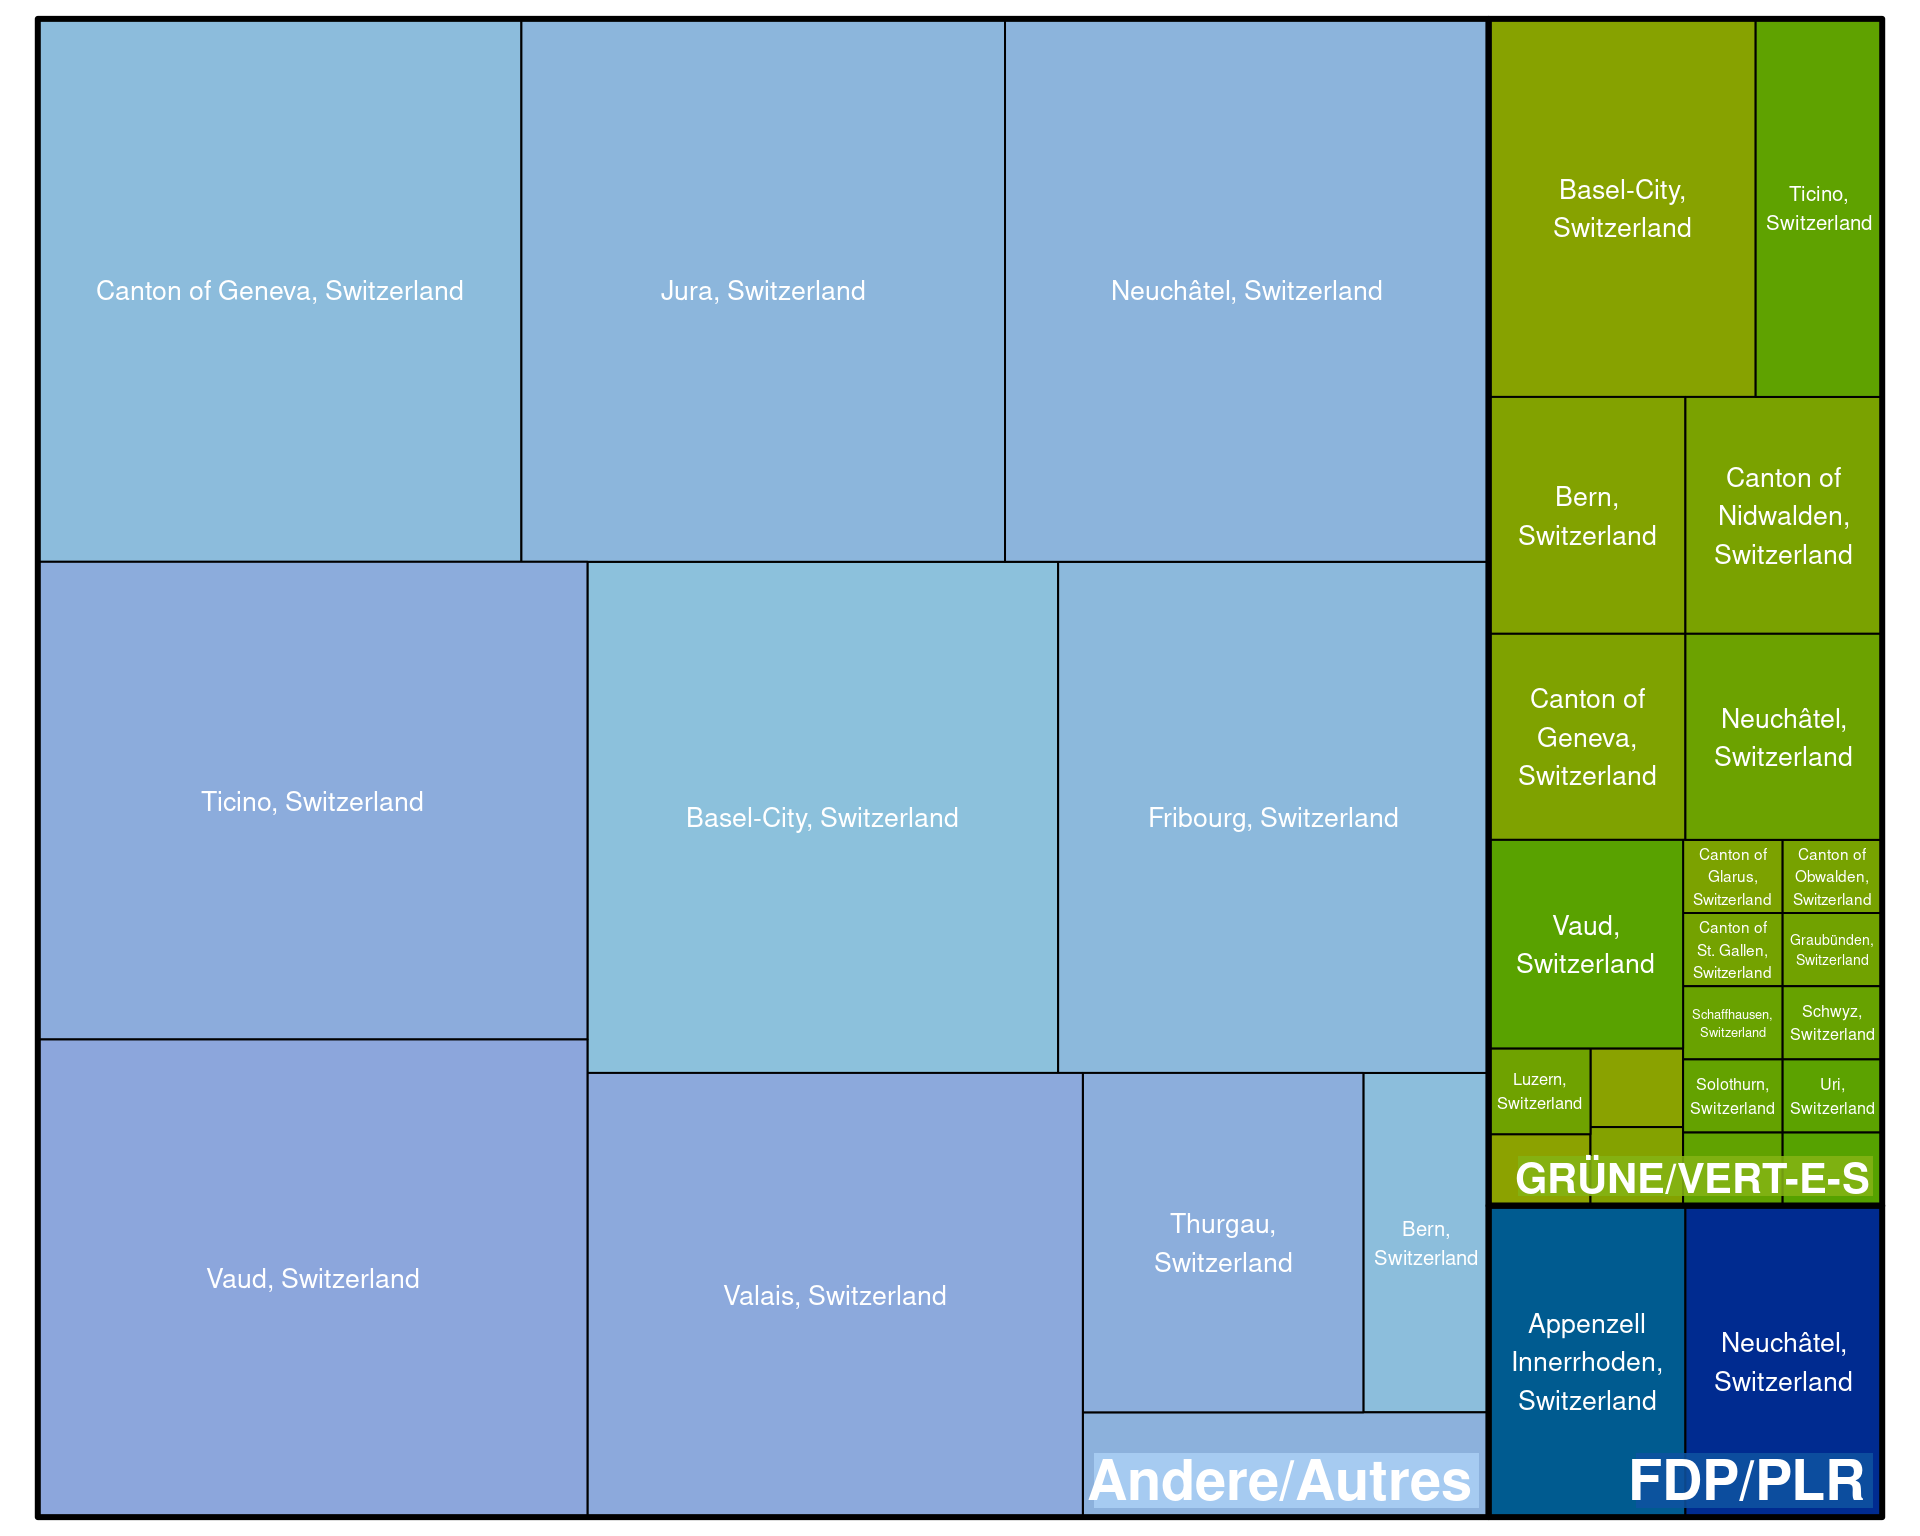 Canton of Geneva, Switzerland
Jura, Switzerland
Neuchâtel, Switzerland
Ticino, Switzerland
Basel-City, Switzerland
Fribourg, Switzerland
Vaud, Switzerland
Valais, Switzerland
Thurgau,
Switzerland
Bern,
Switzerland
Andere/Autres
Basel-City,
Switzerland
Ticino,
Switzerland
Bern,
Switzerland
Canton of
Nidwalden,
Switzerland
Canton of
Geneva,
Switzerland
Neuchâtel,
Switzerland
Vaud,
Switzerland
Canton of
Glarus,
Switzerland
Canton of
Obwalden,
Switzerland
Canton of
St. Gallen,
Switzerland
Graubünden,
Switzerland
Schaffhausen,
Switzerland
Schwyz,
Switzerland
Luzern,
Switzerland
Solothurn,
Switzerland
Uri,
Switzerland
GRÜNE/VERT-E-S
Appenzell
Innerrhoden,
Switzerland
Neuchâtel,
Switzerland
FDP/PLR